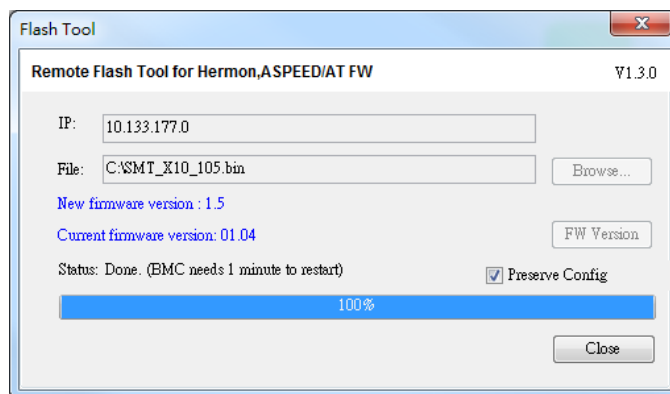 Flash Tool
Remote Flash Tool for Hermon,ASPEED/AT FW V1.3.0
IP: 10.133.177.0
File: C:\SMT_X10_105.bin Browse...
New firmware version : 1.5
Current firmware version: 01.04 FW Version
Status: Done. (BMC needs 1 minute to restart) Preserve Config
100%
Close